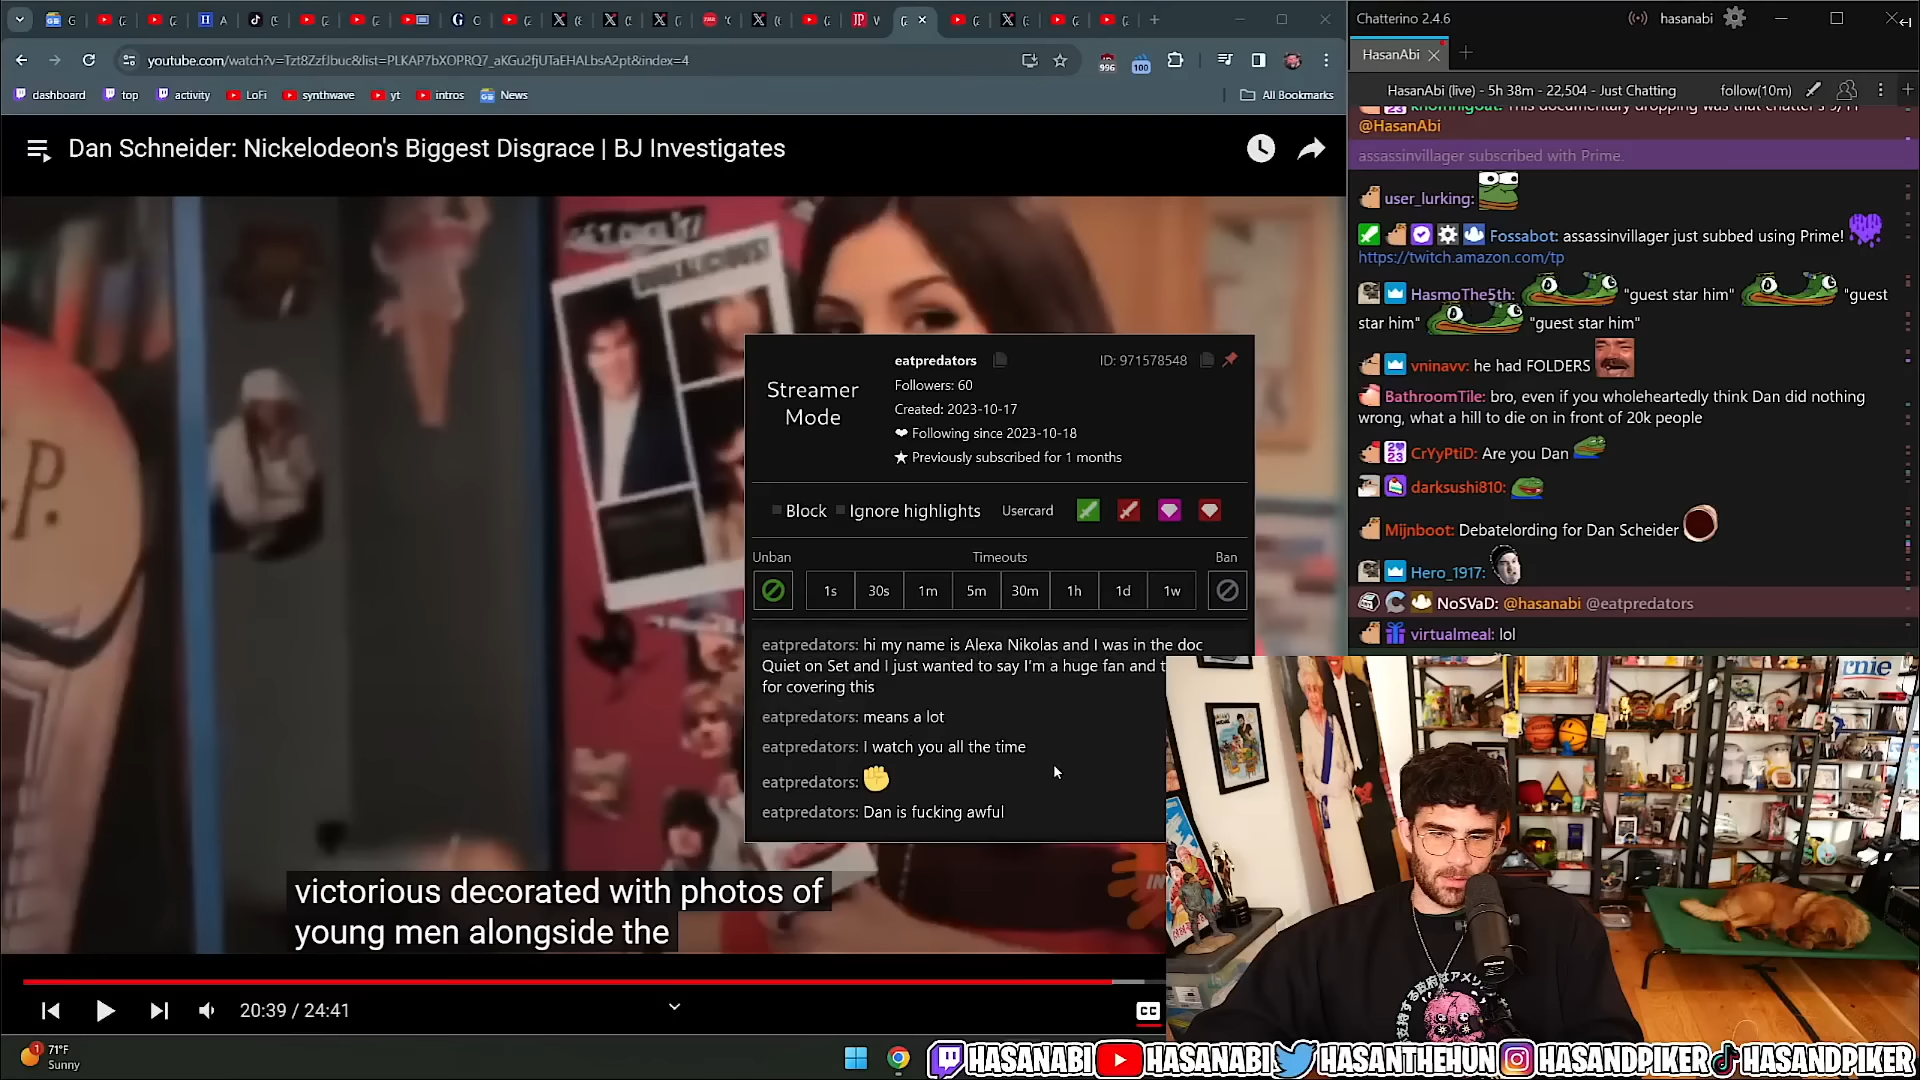 youtube.com/watch?v=Tzt8ZzfJbuc&list=PLKAP7bXOPRQ7_aKGu2fjUTaEHALbsA2pt&index=4
996
100
dashboard
top
activity
LoFi
synthwave
yt
intros
News
All Bookmarks
Dan Schneider: Nickelodeon's Biggest Disgrace | BJ Investigates
Streamer
Mode
eatpredators
ID: 971578548
Followers: 60
Created: 2023-10-17
Following since 2023-10-18
Previously subscribed for 1 months
Block
Ignore highlights
Usercard
Unban
Timeouts
Ban
1s
30s
1m
5m
30m
1h
1d
1w
eatpredators: hi my name is Alexa Nikolas and I was in the doc
Quiet on Set and I just wanted to say I'm a huge fan and
for covering this
eatpredators: means a lot
eatpredators: I watch you all the time
eatpredators:
eatpredators: Dan is fucking awful
victorious decorated with photos of
young men alongside the
20:39 / 24:41
CC
1
71°F
Sunny
Chatterino 2.4.6
hasanabi
HasanAbi
HasanAbi (live) - 5h 38m - 22,504 - Just Chatting
follow(10m)
@HasanAbi
assassinvillager subscribed with Prime.
user_lurking:
Fossabot: assassinvillager just subbed using Prime!
https://twitch.amazon.com/tp
HasmoThe5th: "guest star him" "guest
star him" "guest star him"
vninavv: he had FOLDERS
BathroomTile: bro, even if you wholeheartedly think Dan did nothing
wrong, what a hill to die on in front of 20k people
CrYyPtiD: Are you Dan
darksushi810:
Mijnboot: Debatelording for Dan Scheider
Hero_1917:
NoSVaD: @hasanabi @eatpredators
virtualmeal: lol
rnie
HASANABI
HASANABI
HASANTHEHUN
HASANDPIKER
HASANDPIKER